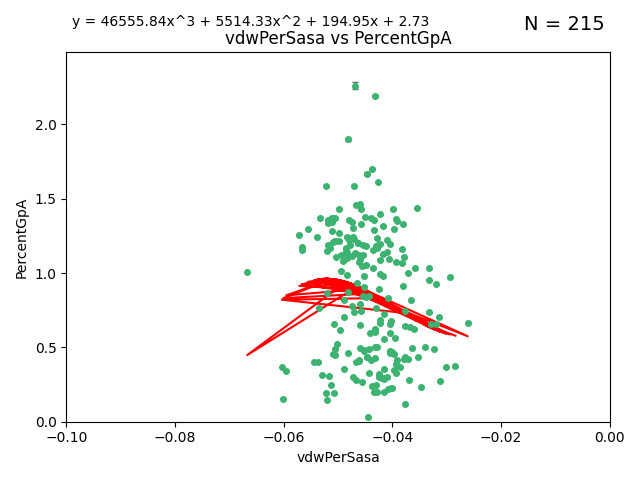 y = 46555.84x^3 + 5514.33x^2 + 194.95x + 2.73
N = 215
vdwPerSasa vs PercentGpA
PercentGpA
2.0
1.5
1.0
0.5
0.0
−0.10 −0.08 −0.06 −0.04 −0.02 0.00
vdwPerSasa